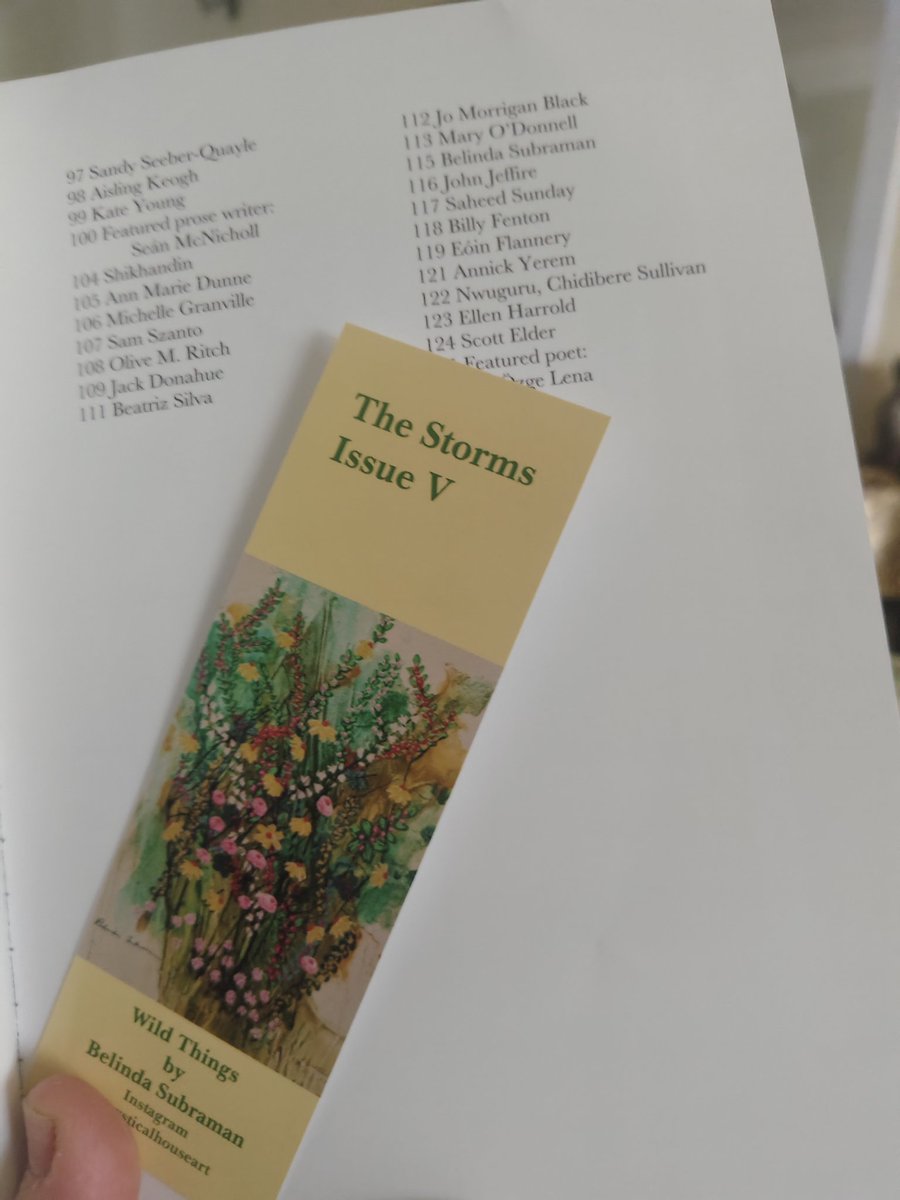 97 Sandy Seeber-Quayle
98 Aisling Keogh
99 Kate Young
100 Featured prose writer:
Seán McNicholl
104 Shikhandin
105 Ann Marie Dunne
106 Michelle Granville
107 Sam Szanto
108 Olive M. Ritch
109 Jack Donahue
111 Beatriz Silva
112 Jo Morrigan Black
113 Mary O'Donnell
115 Belinda Subraman
116 John Jeffire
117 Saheed Sunday
118 Billy Fenton
119 Eóin Flannery
121 Annick Yerem
122 Nwuguru, Chidibere Sullivan
123 Ellen Harrold
124 Scott Elder
Featured poet:
Lena
The Storms
Issue V
Wild Things
by
Belinda Subraman
Instagram